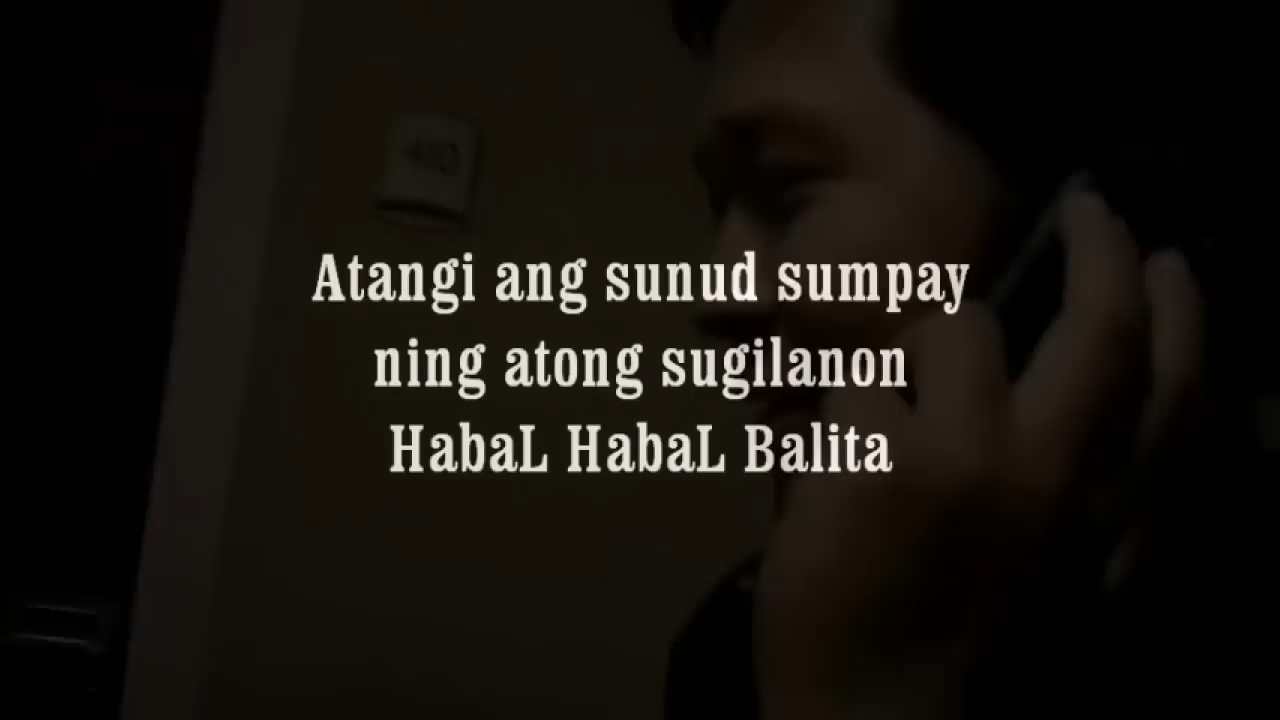 Atangi ang sunud sumpay
ning atong sugilanon
HabaL HabaL Balita